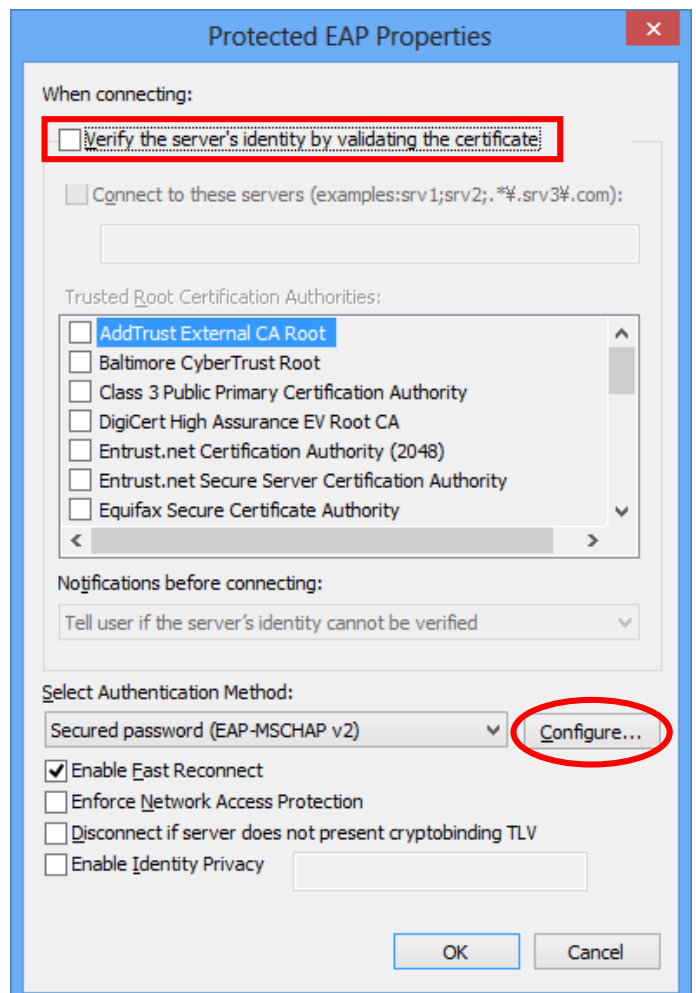 Protected EAP Properties
When connecting:
Verify the server's identity by validating the certificate
Connect to these servers (examples:srv1;srv2;.*¥.srv3¥.com):
Trusted Root Certification Authorities:
AddTrust External CA Root
Baltimore CyberTrust Root
Class 3 Public Primary Certification Authority
DigiCert High Assurance EV Root CA
Entrust.net Certification Authority (2048)
Entrust.net Secure Server Certification Authority
Equifax Secure Certificate Authority
Notifications before connecting:
Tell user if the server's identity cannot be verified
Select Authentication Method:
Secured password (EAP-MSCHAP v2)
Configure...
Enable Fast Reconnect
Enforce Network Access Protection
Disconnect if server does not present cryptobinding TLV
Enable Identity Privacy
OK
Cancel